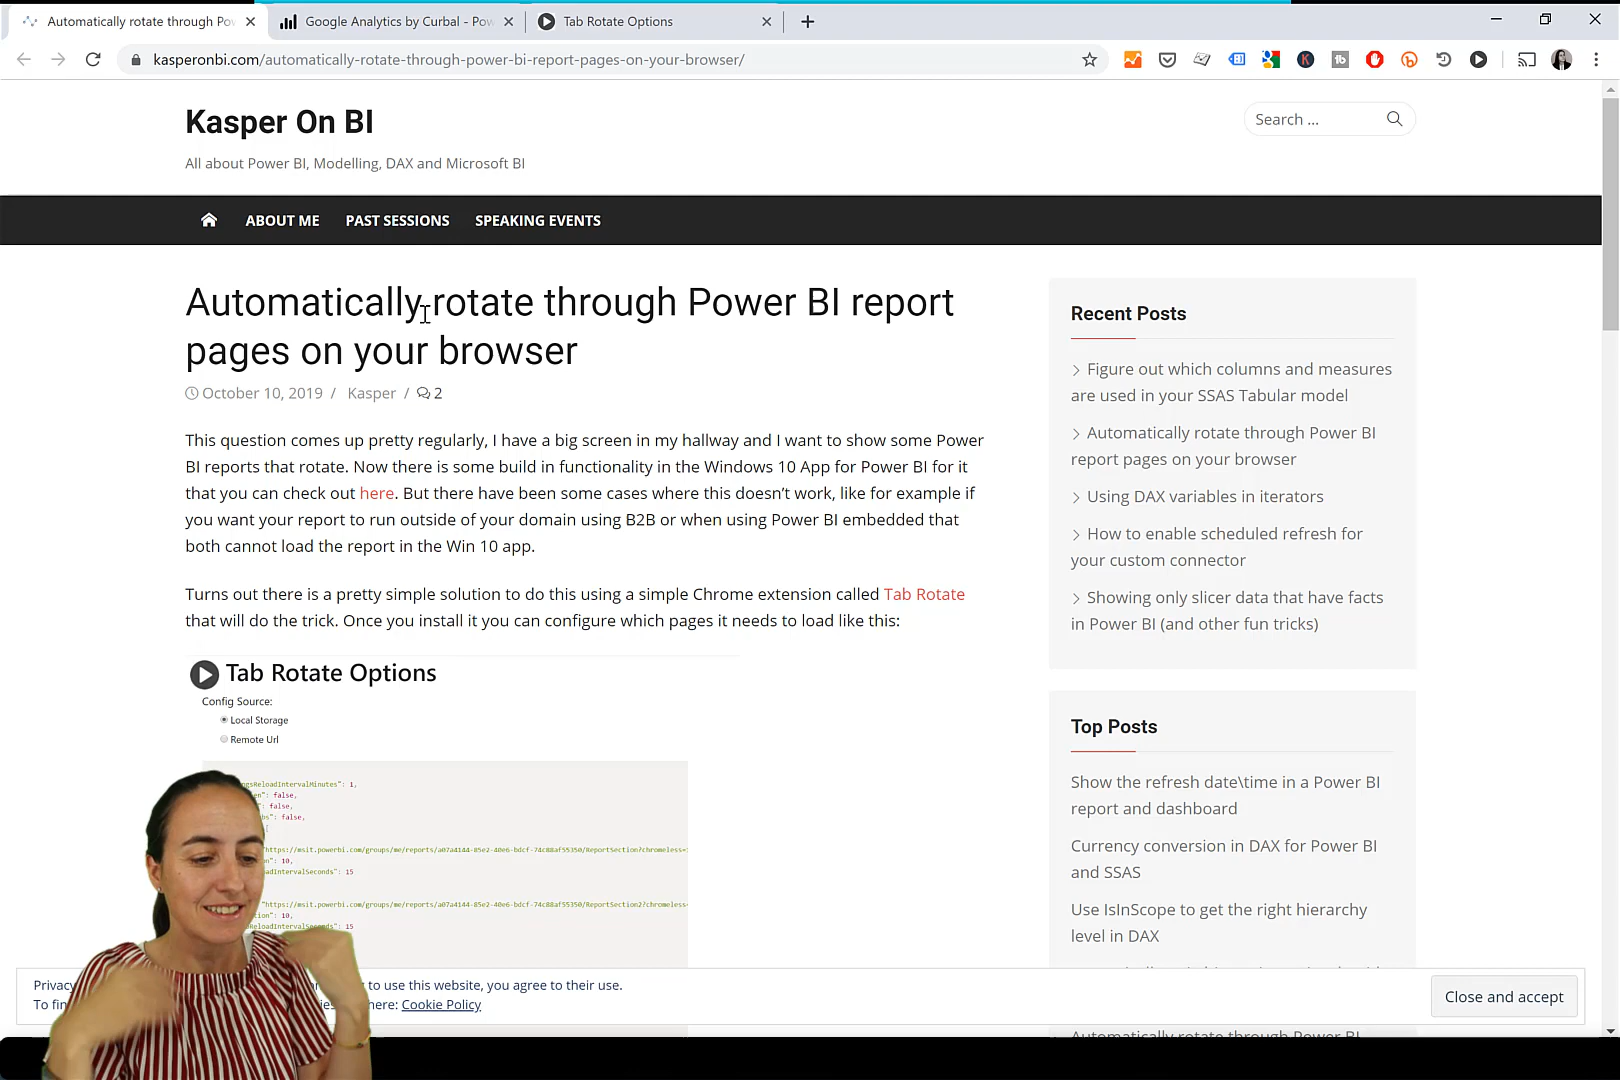 Automatically rotate through Po
Google Analytics by Curbal - Pow
Tab Rotate Options
kasperonbi.com/automatically-rotate-through-power-bi-report-pages-on-your-browser/
Kasper On BI
All about Power BI, Modelling, DAX and Microsoft BI
Search ...
ABOUT ME
PAST SESSIONS
SPEAKING EVENTS
Automatically rotate through Power BI report
pages on your browser
October 10, 2019 / Kasper / 2
This question comes up pretty regularly, I have a big screen in my hallway and I want to show some Power
BI reports that rotate. Now there is some build in functionality in the Windows 10 App for Power BI for it
that you can check out here. But there have been some cases where this doesn’t work, like for example if
you want your report to run outside of your domain using B2B or when using Power BI embedded that
both cannot load the report in the Win 10 app.
Turns out there is a pretty simple solution to do this using a simple Chrome extension called Tab Rotate
that will do the trick. Once you install it you can configure which pages it needs to load like this:
Tab Rotate Options
Config Source:
Local Storage
Remote Url
ngsReloadIntervalMinutes": 1,
en": false,
": false,
bs": false,
[
"https://msit.powerbi.com/groups/me/reports/a07a4144-85e2-40e6-bdcf-74c88af55350/ReportSection?chromeless=
ion": 10,
adIntervalSeconds": 15
"https://msit.powerbi.com/groups/me/reports/a07a4144-85e2-40e6-bdcf-74c88af55350/ReportSection2?chromeless=
tion": 10,
ReloadIntervalSeconds": 15
Recent Posts
Figure out which columns and measures
are used in your SSAS Tabular model
Automatically rotate through Power BI
report pages on your browser
Using DAX variables in iterators
How to enable scheduled refresh for
your custom connector
Showing only slicer data that have facts
in Power BI (and other fun tricks)
Top Posts
Show the refresh date\time in a Power BI
report and dashboard
Currency conversion in DAX for Power BI
and SSAS
Use IsInScope to get the right hierarchy
level in DAX
Automatically rotate through Power BI
Privacy to use this website, you agree to their use.
To fin here: Cookie Policy
Close and accept